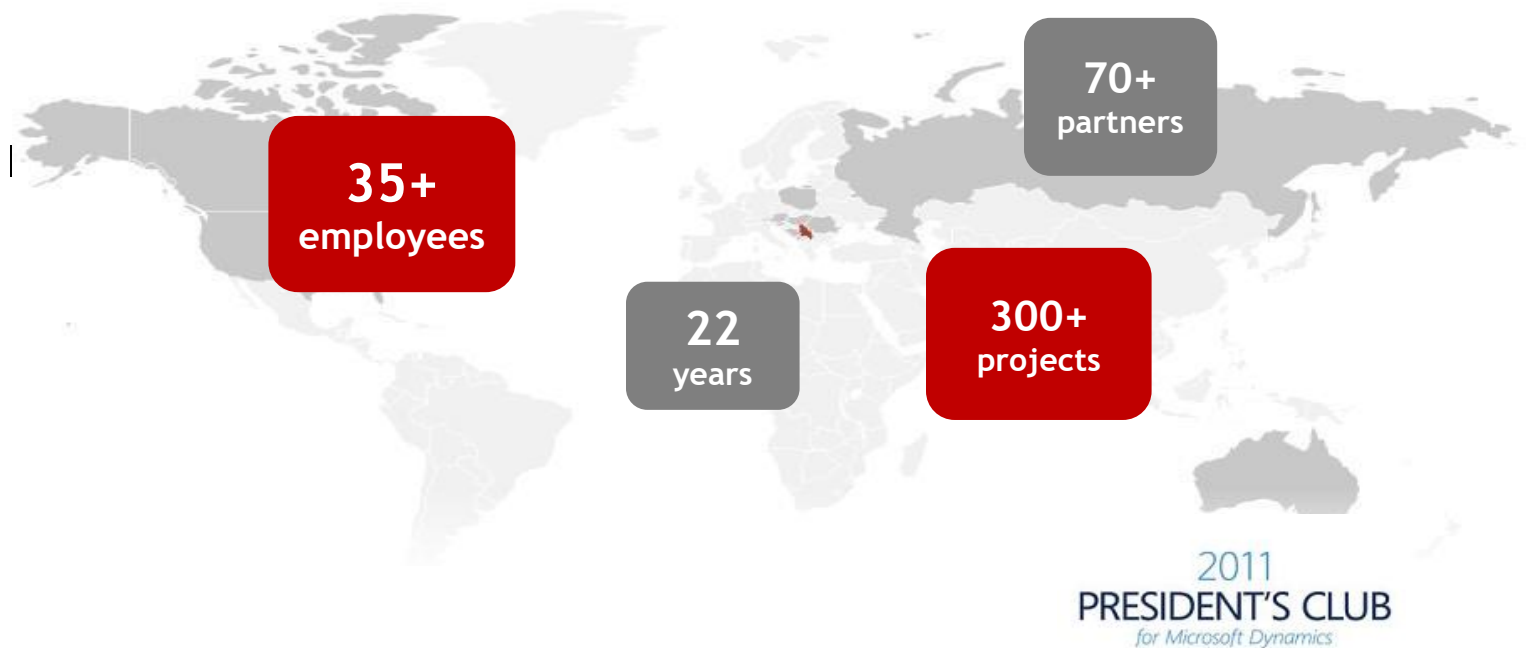 70+
partners
35+
employees
300+
projects
22
years
2011
PRESIDENT'S CLUB
for Microsoft Dynamics